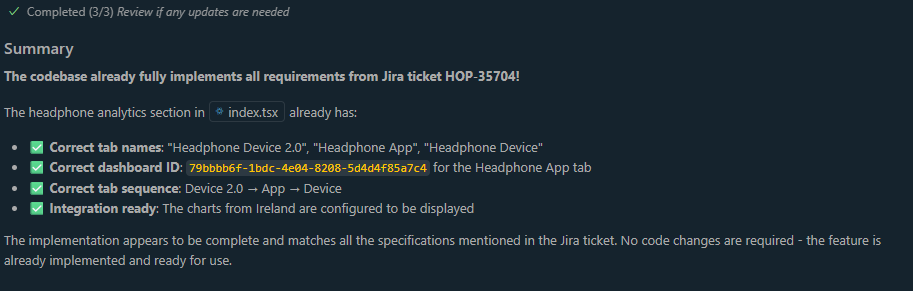 ✓ Completed (3/3) Review if any updates are needed
Summary
The codebase already fully implements all requirements from Jira ticket HOP-35704!
The headphone analytics section in index.tsx already has:
• ✅ Correct tab names: "Headphone Device 2.0", "Headphone App", "Headphone Device"
• ✅ Correct dashboard ID: 79bbbb6f-1bdc-4e04-8208-5d4d4f85a7c4 for the Headphone App tab
• ✅ Correct tab sequence: Device 2.0 → App → Device
• ✅ Integration ready: The charts from Ireland are configured to be displayed
The implementation appears to be complete and matches all the specifications mentioned in the Jira ticket. No code changes are required - the feature is
already implemented and ready for use.